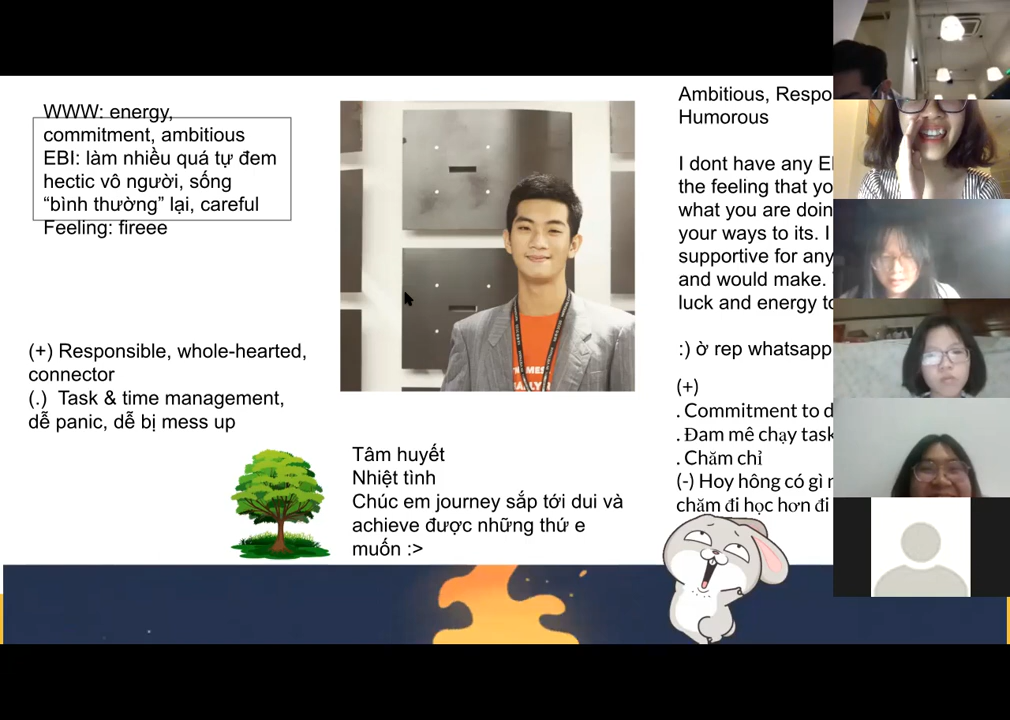 WWW: energy,
commitment, ambitious
EBI: làm nhiều quá tự đem
hectic vô người, sống
“bình thường” lại, careful
Feeling: fireee
(+) Responsible, whole-hearted,
connector
(.) Task & time management,
dễ panic, dễ bị mess up
Tâm huyết
Nhiệt tình
Chúc em journey sắp tới dui và
achieve được những thứ e
muốn :>
Ambitious, Respo
Humorous
I dont have any
the feeling that yo
what you are doin
your ways to its. I
supportive for any
and would make.
luck and energy to
:) ờ rep whatsapp
(+)
. Commitment to d
. Đam mê chạy task
. Chăm chỉ
(-) Hoy hông có gì
chăm đi học hơn đi